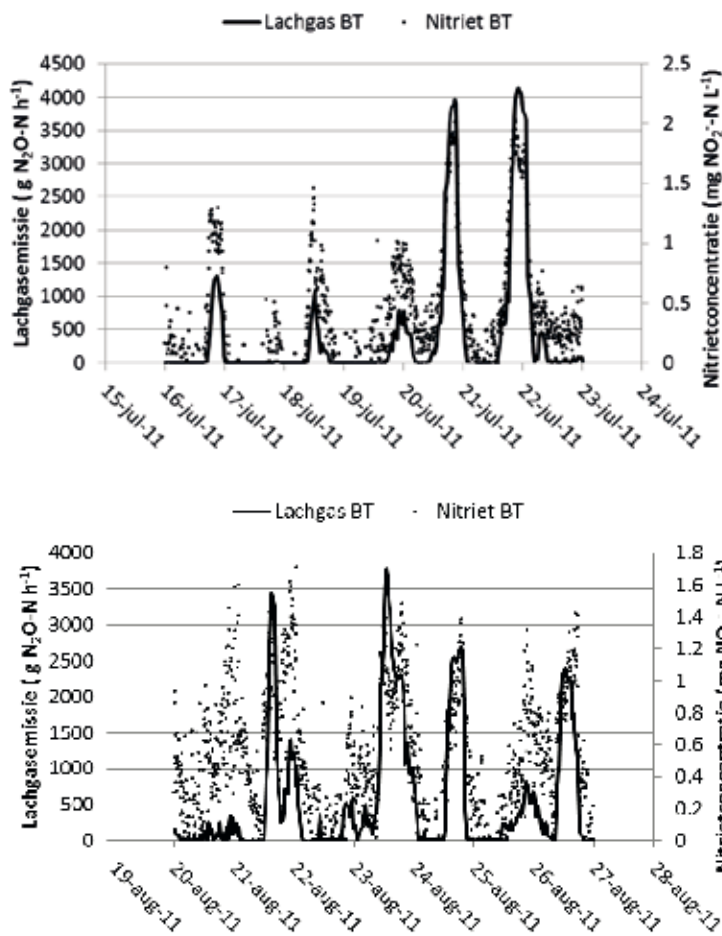 Lachgas BT Nitriet BT
Lachgasemissie ( g N₂O-N h⁻¹)
4500
4000
3500
3000
2500
2000
1500
1000
500
0
2.5
2
1.5
1
0.5
0
Nitrietconcentratie (mg NO₂⁻-N L⁻¹)
15-jul-11
16-jul-11
17-jul-11
18-jul-11
19-jul-11
20-jul-11
21-jul-11
22-jul-11
23-jul-11
24-jul-11
Lachgas BT Nitriet BT
Lachgasemissie ( g N₂O-N h⁻¹)
4000
3500
3000
2500
2000
1500
1000
500
0
1.8
1.6
1.4
1.2
1
0.8
0.6
0.4
0.2
0
Nitrietconcentratie (mg NO₂⁻-N L⁻¹)
19-aug-11
20-aug-11
21-aug-11
22-aug-11
23-aug-11
24-aug-11
25-aug-11
26-aug-11
27-aug-11
28-aug-11